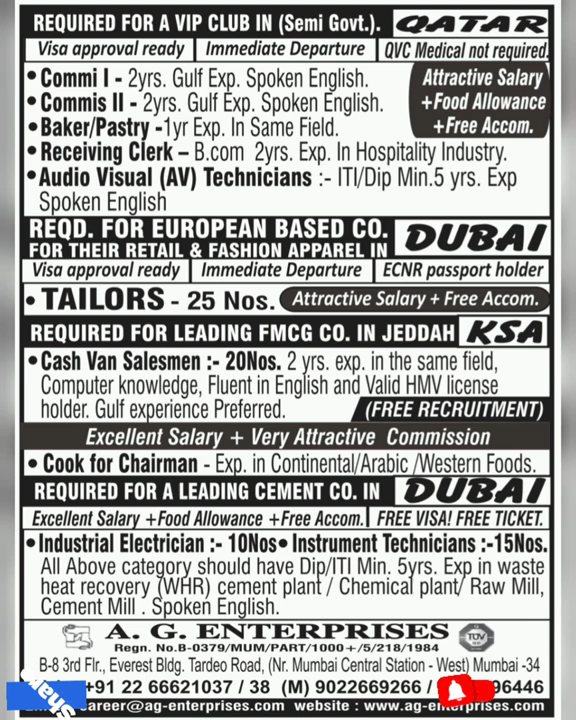 REQUIRED FOR A VIP CLUB IN (Semi Govt.). QATAR
Visa approval ready | Immediate Departure | QVC Medical not required.
• Commi I - 2yrs. Gulf Exp. Spoken English.
• Commis II - 2yrs. Gulf Exp. Spoken English.
• Baker/Pastry -1yr Exp. In Same Field.
Attractive Salary
+Food Allowance
+Free Accom.
• Receiving Clerk – B.com 2yrs. Exp. In Hospitality Industry.
• Audio Visual (AV) Technicians :- ITI/Dip Min.5 yrs. Exp
Spoken English
REQD. FOR EUROPEAN BASED CO.
FOR THEIR RETAIL & FASHION APPAREL IN DUBAI
Visa approval ready | Immediate Departure | ECNR passport holder
• TAILORS - 25 Nos. Attractive Salary + Free Accom.
REQUIRED FOR LEADING FMCG CO. IN JEDDAH KSA
• Cash Van Salesmen :- 20Nos. 2 yrs. exp. in the same field,
Computer knowledge, Fluent in English and Valid HMV license
holder. Gulf experience Preferred. (FREE RECRUITMENT)
Excellent Salary + Very Attractive Commission
• Cook for Chairman - Exp. in Continental/Arabic /Western Foods.
REQUIRED FOR A LEADING CEMENT CO. IN DUBAI
Excellent Salary +Food Allowance +Free Accom. | FREE VISA! FREE TICKET.
• Industrial Electrician :- 10Nos • Instrument Technicians :-15Nos.
All Above category should have Dip/ITI Min. 5yrs. Exp in waste
heat recovery (WHR) cement plant / Chemical plant/ Raw Mill,
Cement Mill . Spoken English.
A. G. ENTERPRISES
TUV
Regn. No.B-0379/MUM/PART/1000+/5/218/1984
B-8 3rd Flr., Everest Bldg. Tardeo Road, (Nr. Mumbai Central Station - West) Mumbai -34
+91 22 66621037 / 38 (M) 9022669266 / 96446
career@ag-enterprises.com website : www.ag-enterprises.com